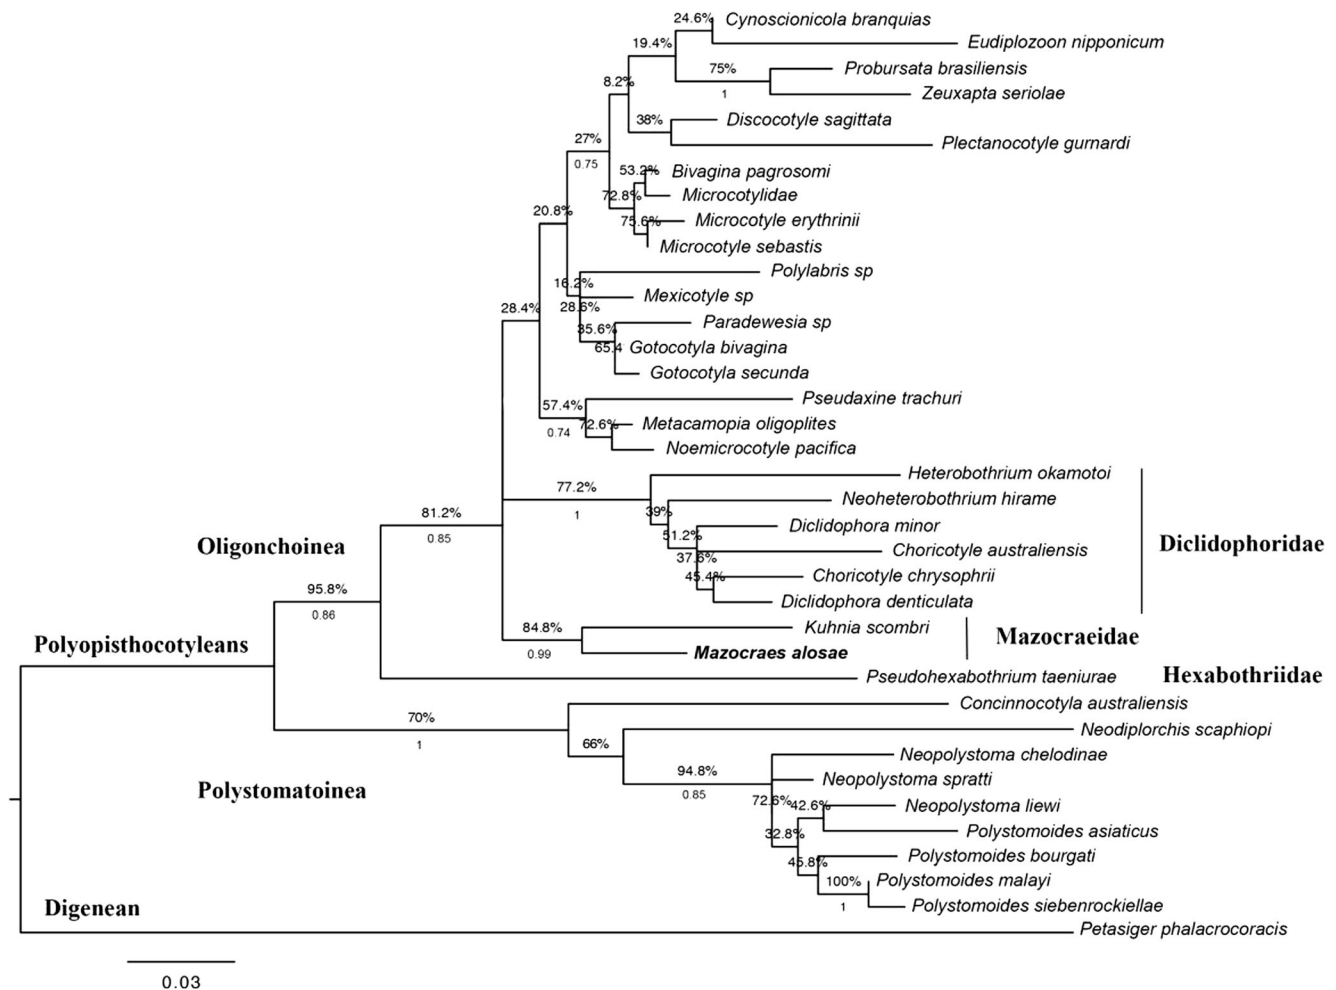 24.6% Cynoscionicola branquias
19.4% Eudiplozoon nipponicum
75% Probursata brasiliensis
8.2%
1 Zeuxapta seriolae
38% Discocotyle sagittata
27% Plectanocotyle gurnardi
0.75
53.2% Bivagina pagrosomi
72.8% Microcotylidae
20.8% 75.6% Microcotyle erythrinii
Microcotyle sebastis
Polylabris sp
16.2%
Mexicotyle sp
28.4% 28.6%
35.6% Paradewesia sp
65.4 Gotocotyla bivagina
Gotocotyla secunda
57.4% Pseudaxine trachuri
0.74 72.6% Metacamopia oligoplites
Noemicrocotyle pacifica
Heterobothrium okamotoi
77.2% Neoheterobothrium hirame
1 39%
81.2% 51.2% Diclidophora minor
0.85
Oligonchoinea 37.6% Choricotyle australiensis Diclidophoridae
45.4% Choricotyle chrysophrii
95.8% Diclidophora denticulata
0.86
84.8% Kuhnia scombri
Polyopisthocotyleans 0.99 Mazocraes alosae Mazocraeidae
Pseudohexabothrium taeniurae Hexabothriidae
Concinnocotyla australiensis
70%
1 Neodiplorchis scaphiopi
66%
Neopolystoma chelodinae
94.8% Neopolystoma spratti
0.85
Polystomatoinea 72.6% 42.6% Neopolystoma liewi
32.8% Polystomoides asiaticus
45.8% Polystomoides bourgati
100% Polystomoides malayi
Digenean 1 Polystomoides siebenrockiellae
Petasiger phalacrocoracis
0.03